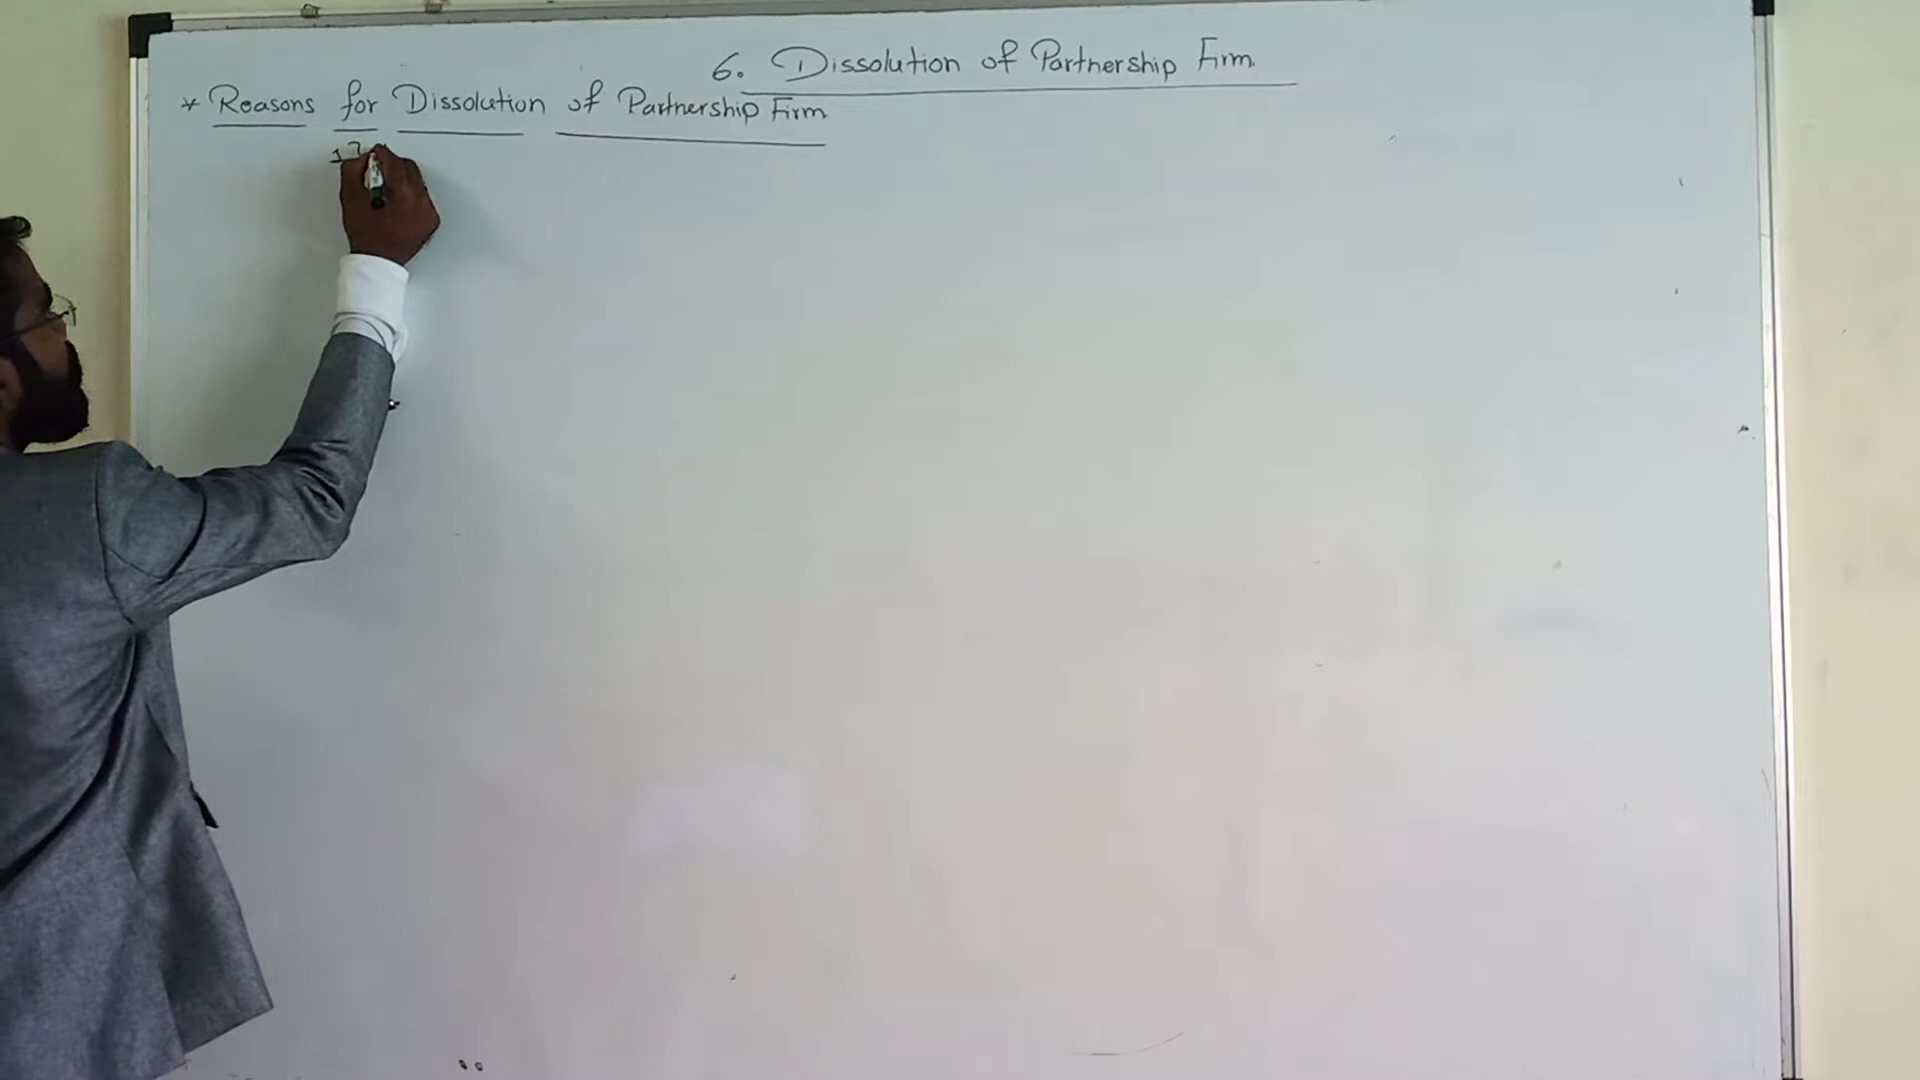 6. Dissolution of Partnership Firm.
* Reasons for Dissolution of Partnership Firm